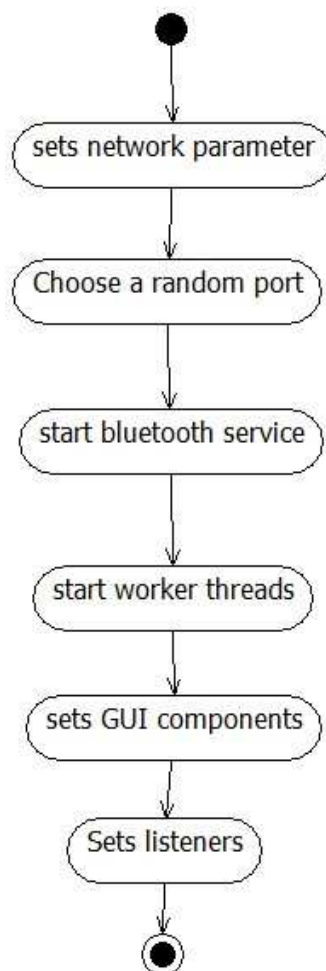 sets network parameter
Choose a random port
start bluetooth service
start worker threads
sets GUI components
Sets listeners